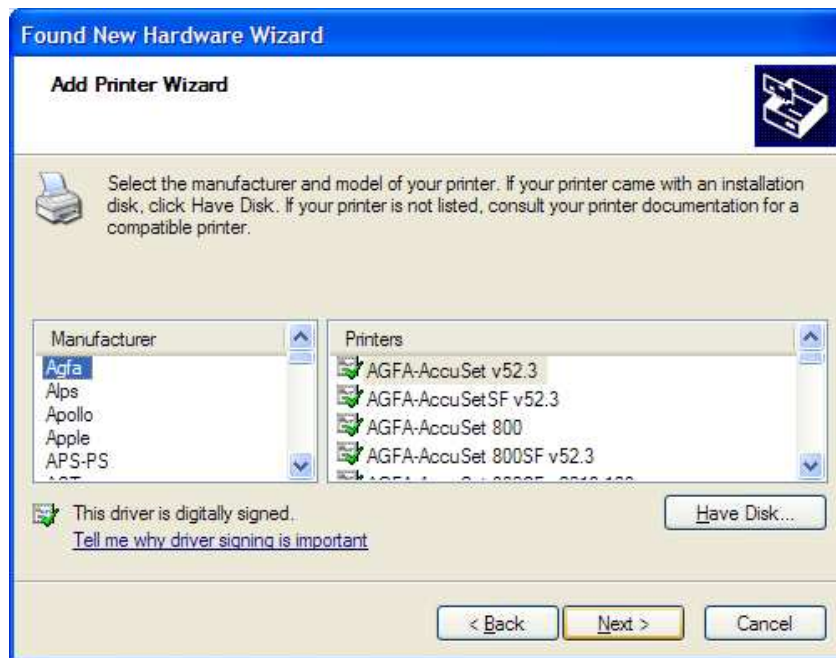 Found New Hardware Wizard
Add Printer Wizard
Select the manufacturer and model of your printer. If your printer came with an installation
disk, click Have Disk. If your printer is not listed, consult your printer documentation for a
compatible printer.
Manufacturer
Agfa
Alps
Apollo
Apple
APS-PS
Printers
AGFA-AccuSet v52.3
AGFA-AccuSetSF v52.3
AGFA-AccuSet 800
AGFA-AccuSet 800SF v52.3
This driver is digitally signed.
Tell me why driver signing is important
Have Disk...
< Back
Next >
Cancel